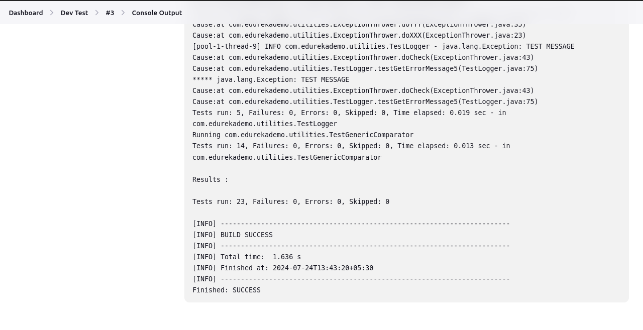 Dashboard > Dev Test > #3 > Console Output
Cause:at com.edurekademo.utilities.ExceptionThrower.doYYY(ExceptionThrower.java:33)
Cause:at com.edurekademo.utilities.ExceptionThrower.doXXX(ExceptionThrower.java:23)
[pool-1-thread-9] INFO com.edurekademo.utilities.TestLogger - java.lang.Exception: TEST MESSAGE
Cause:at com.edurekademo.utilities.ExceptionThrower.doCheck(ExceptionThrower.java:43)
Cause:at com.edurekademo.utilities.TestLogger.testGetErrorMessage5(TestLogger.java:75)
***** java.lang.Exception: TEST MESSAGE
Cause:at com.edurekademo.utilities.ExceptionThrower.doCheck(ExceptionThrower.java:43)
Cause:at com.edurekademo.utilities.TestLogger.testGetErrorMessage5(TestLogger.java:75)
Tests run: 5, Failures: 0, Errors: 0, Skipped: 0, Time elapsed: 0.019 sec - in
com.edurekademo.utilities.TestLogger
Running com.edurekademo.utilities.TestGenericComparator
Tests run: 14, Failures: 0, Errors: 0, Skipped: 0, Time elapsed: 0.013 sec - in
com.edurekademo.utilities.TestGenericComparator
Results :
Tests run: 23, Failures: 0, Errors: 0, Skipped: 0
[INFO] ------------------------------------------------------------------------
[INFO] BUILD SUCCESS
[INFO] ------------------------------------------------------------------------
[INFO] Total time:  1.636 s
[INFO] Finished at: 2024-07-24T13:43:20+05:30
[INFO] ------------------------------------------------------------------------
Finished: SUCCESS